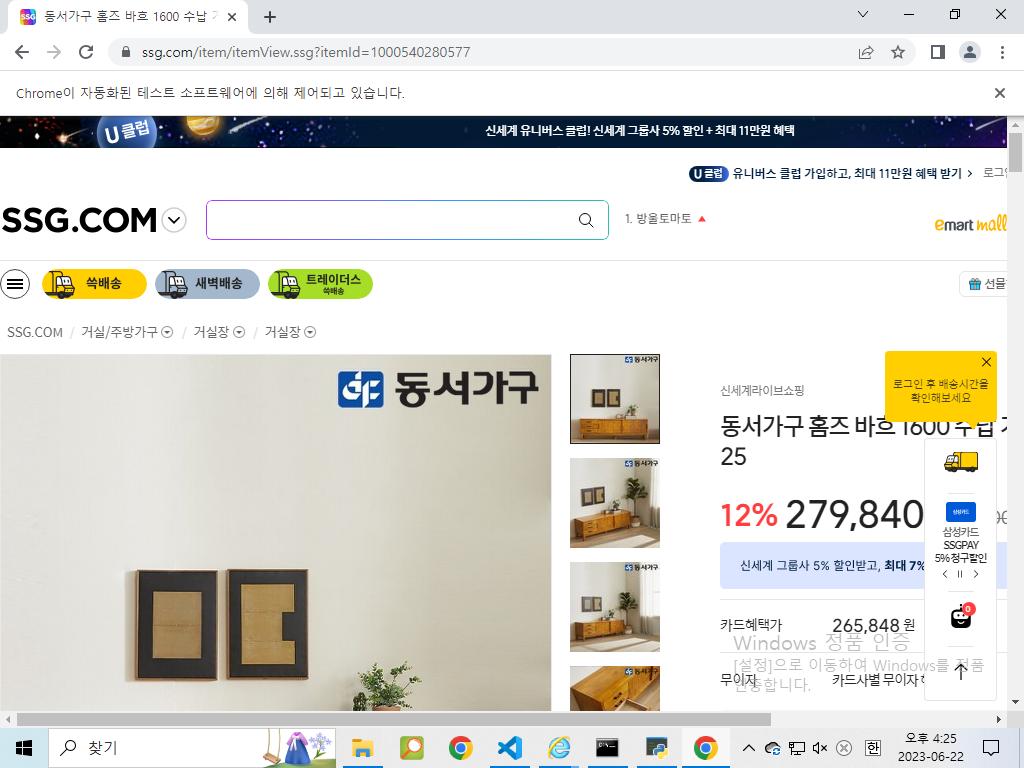 동서가구 홈즈 바흐 1600 수납
ssg.com/item/itemView.ssg?itemId=1000540280577
Chrome이 자동화된 테스트 소프트웨어에 의해 제어되고 있습니다.
U클럽
신세계 유니버스 클럽! 신세계 그룹사 5% 할인 + 최대 11만원 혜택
U 클럽 유니버스 클럽 가입하고, 최대 11만원 혜택 받기 >
SSG.COM
1. 방울토마토
emart mall
쓱배송
새벽배송
트레이더스
쓱배송
선물
SSG.COM / 거실/주방가구 / 거실장 / 거실장
동서가구
로그인 후 배송시간을
확인해보세요
신세계라이브쇼핑
동서가구 홈즈 바흐 1600 수납
25
12% 279,840
삼성카드
삼성카드
SSGPAY
5% 청구할인
신세계 그룹사 5% 할인받고, 최대 7%
0
카드혜택가
265,848 원
Windows 정품 인증
[설정]으로 이동하여 Windows를 정품
인증합니다.
무이자
카드사별 무이자
찾기
한
오후 4:25
2023-06-22